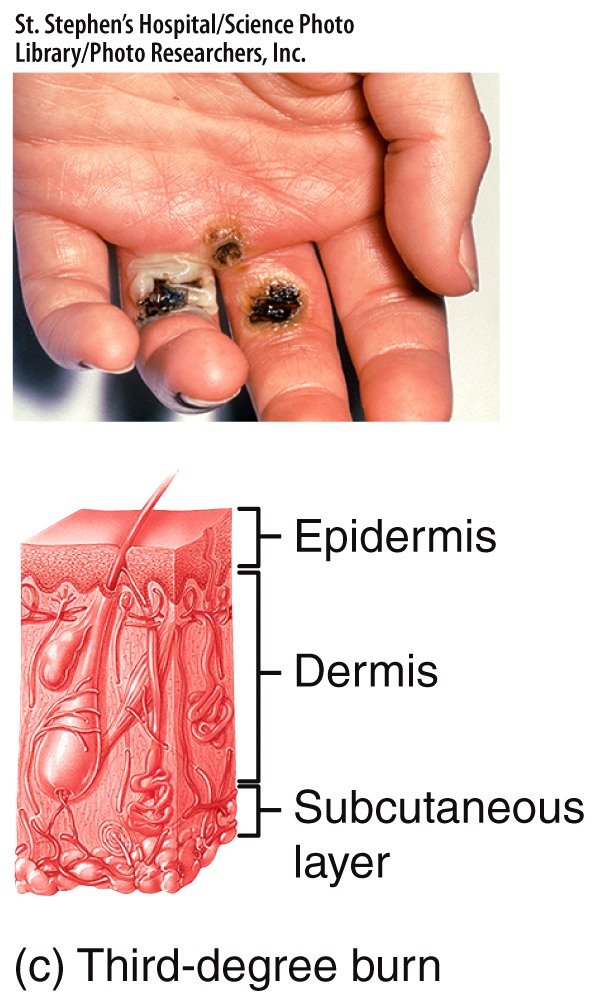 St. Stephen's Hospital/Science Photo
Library/Photo Researchers, Inc.
Epidermis
Dermis
Subcutaneous
layer
(c) Third-degree burn